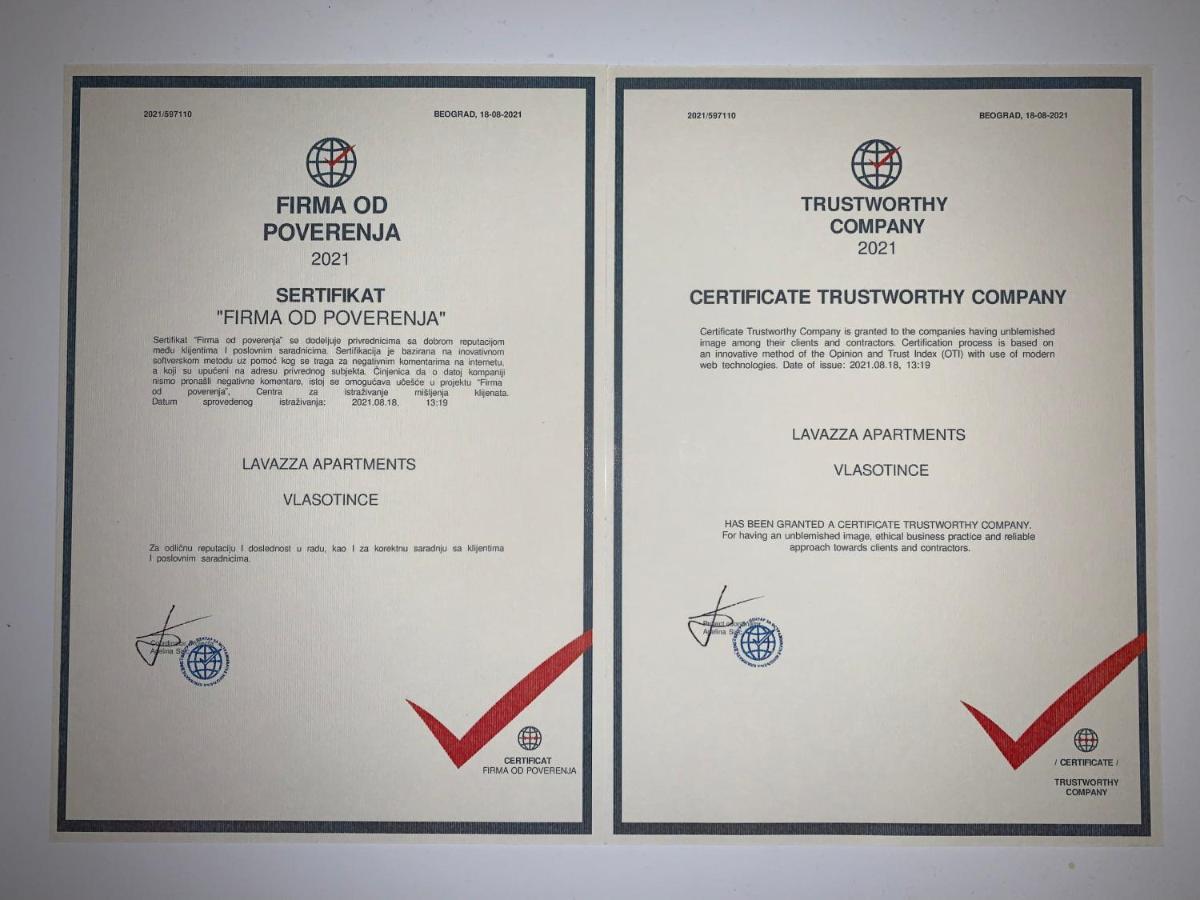 2021/597110
BEOGRAD, 18-08-2021
FIRMA OD
POVERENJA
2021
SERTIFIKAT
"FIRMA OD POVERENJA"
Sertifikat "Firma od poverenja" se dodeljuje privrednicima sa dobrom reputacijom
među klijentima I poslovnim saradnicima. Sertifikacija je bazirana na inovativnom
softverskom metodu uz pomoć kog se traga za negativnim komentarima na internetu,
a koji su upućeni na adresu privrednog subjekta. Činjenica da o datoj kompaniji
nismo pronašli negativne komentare, istoj se omogućava učešće u projektu "Firma
od poverenja", Centra za istraživanje mišljenja klijenata.
Datum sprovedenog istraživanja: 2021.08.18, 13:19
LAVAZZA APARTMENTS
VLASOTINCE
Za odličnu reputaciju I doslednost u radu, kao I za korektnu saradnju sa klijentima
I poslovnim saradnicima.
CERTIFICAT
FIRMA OD POVERENJA
2021/597110
BEOGRAD, 18-08-2021
TRUSTWORTHY
COMPANY
2021
CERTIFICATE TRUSTWORTHY COMPANY
Certificate Trustworthy Company is granted to the companies having unblemished
image among their clients and contractors. Certification process is based on
an innovative method of the Opinion and Trust Index (OTI) with use of modern
web technologies. Date of issue: 2021.08.18, 13:19
LAVAZZA APARTMENTS
VLASOTINCE
HAS BEEN GRANTED A CERTIFICATE TRUSTWORTHY COMPANY.
For having an unblemished image, ethical business practice and reliable
approach towards clients and contractors.
Project
/ CERTIFICATE /
TRUSTWORTHY
COMPANY